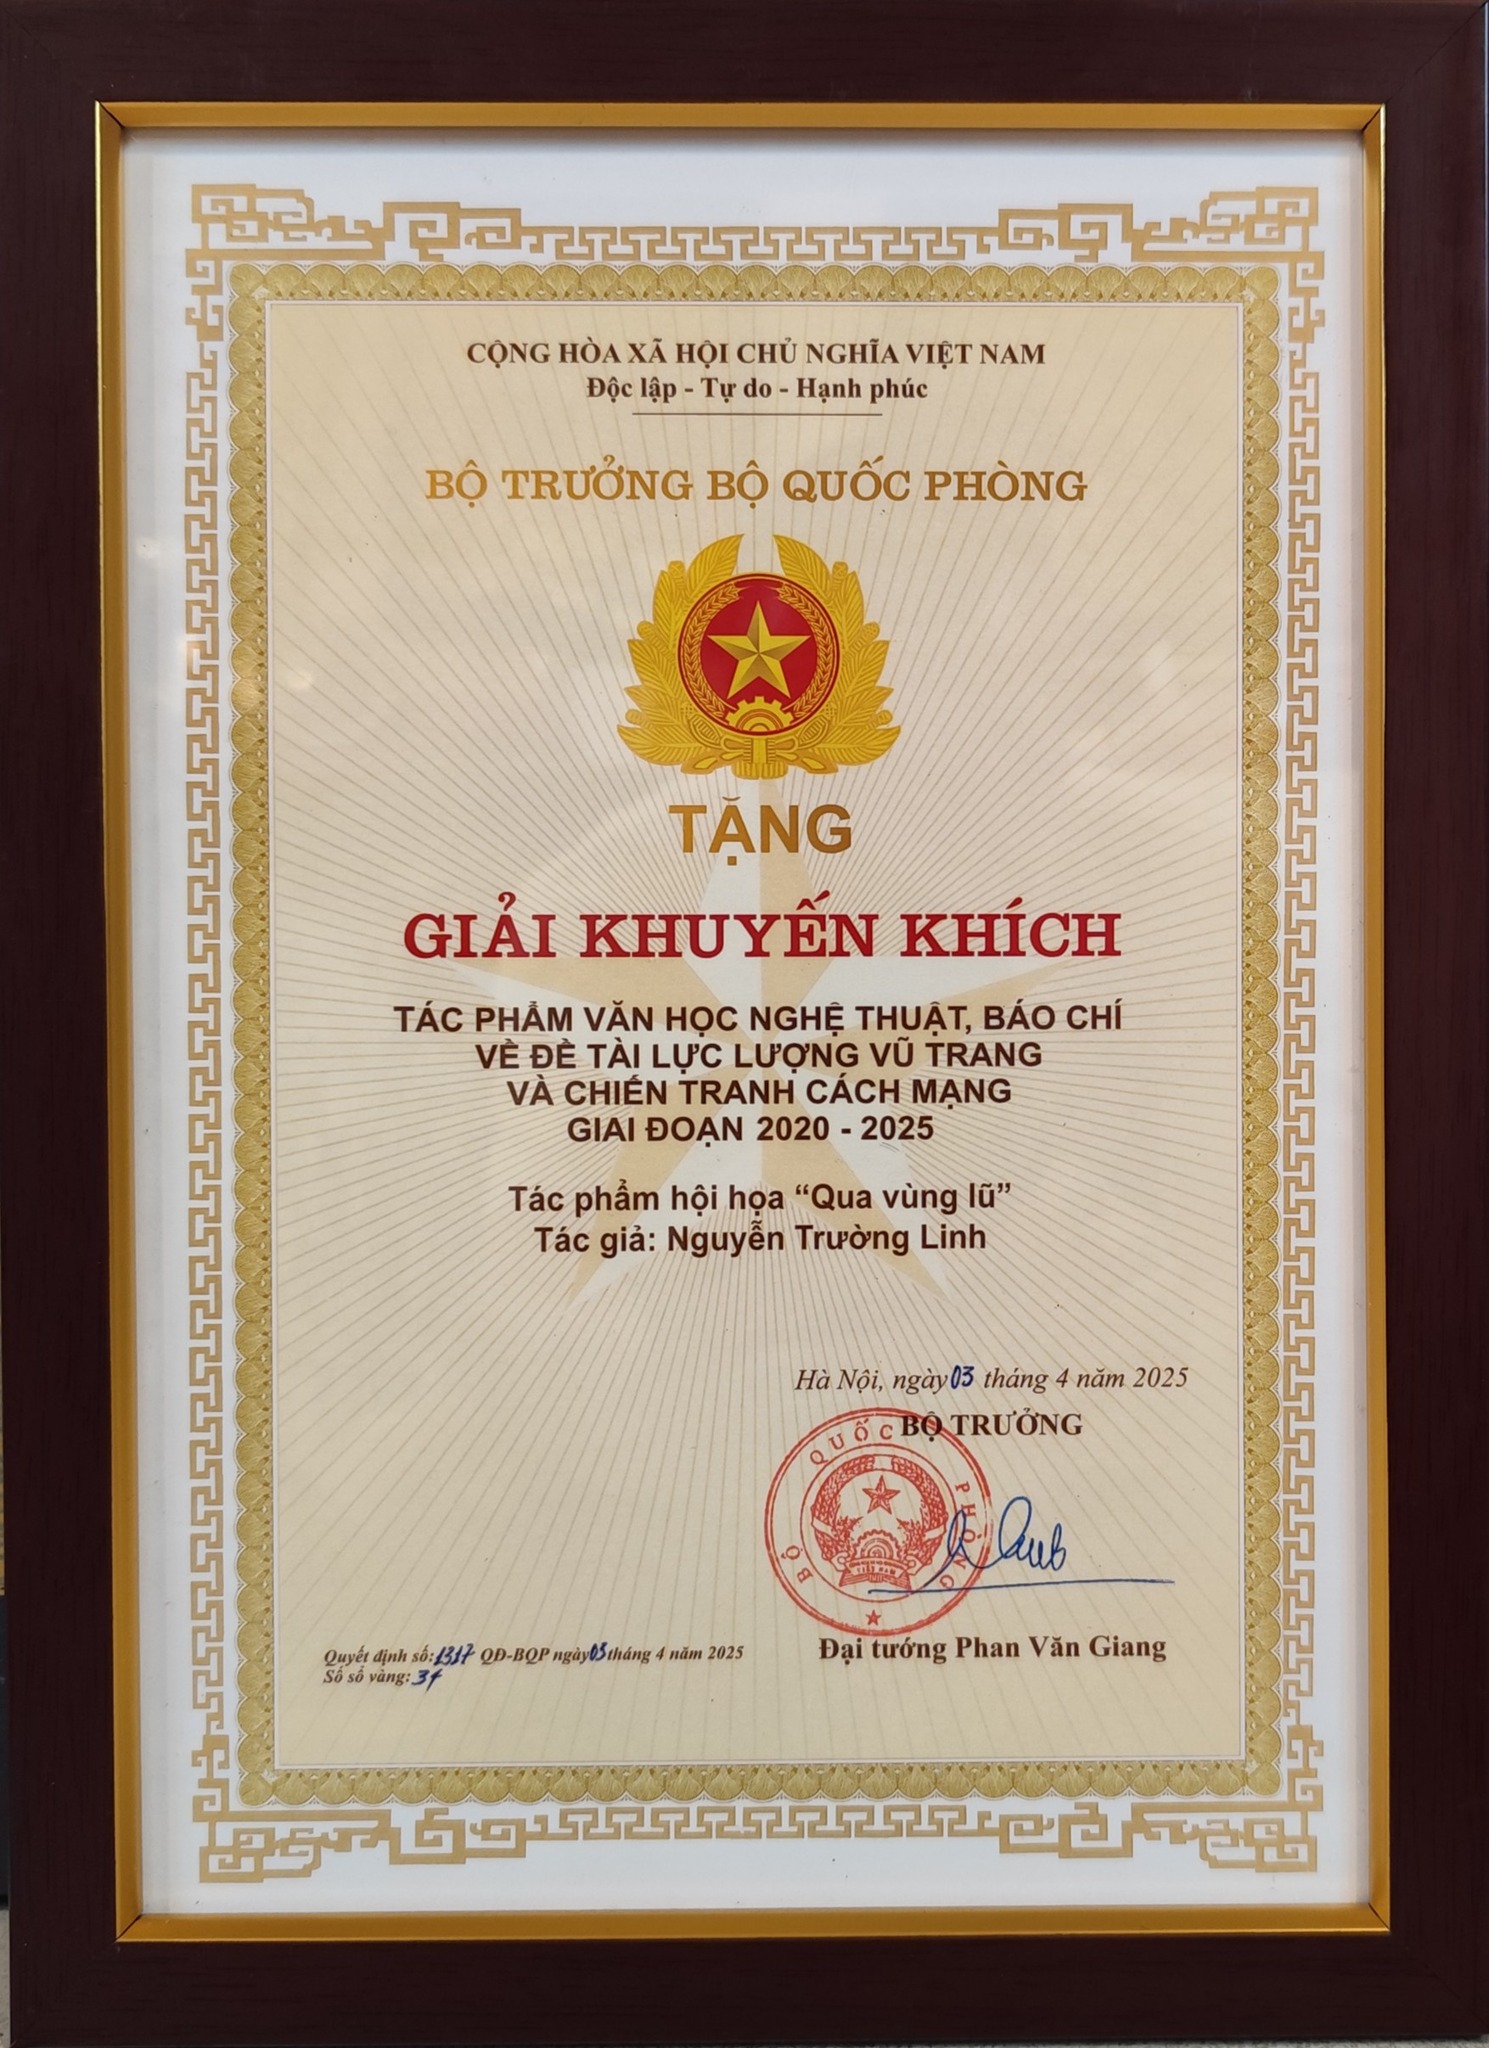 CỘNG HÒA XÃ HỘI CHỦ NGHĨA VIỆT NAM
Độc lập - Tự do - Hạnh phúc
BỘ TRƯỞNG BỘ QUỐC PHÒNG
TẶNG
GIẢI KHUYẾN KHÍCH
TÁC PHẨM VĂN HỌC NGHỆ THUẬT, BÁO CHÍ
VỀ ĐỀ TÀI LỰC LƯỢNG VŨ TRANG
VÀ CHIẾN TRANH CÁCH MẠNG
GIAI ĐOẠN 2020 - 2025
Tác phẩm hội họa “Qua vùng lũ”
Tác giả: Nguyễn Trường Linh
Hà Nội, ngày 03 tháng 4 năm 2025
BỘ TRƯỞNG
BỘ QUỐC PHÒNG
VIỆT NAM
Đại tướng Phan Văn Giang
Quyết định số: 1317 QĐ-BQP ngày 03 tháng 4 năm 2025
Số sổ vàng: